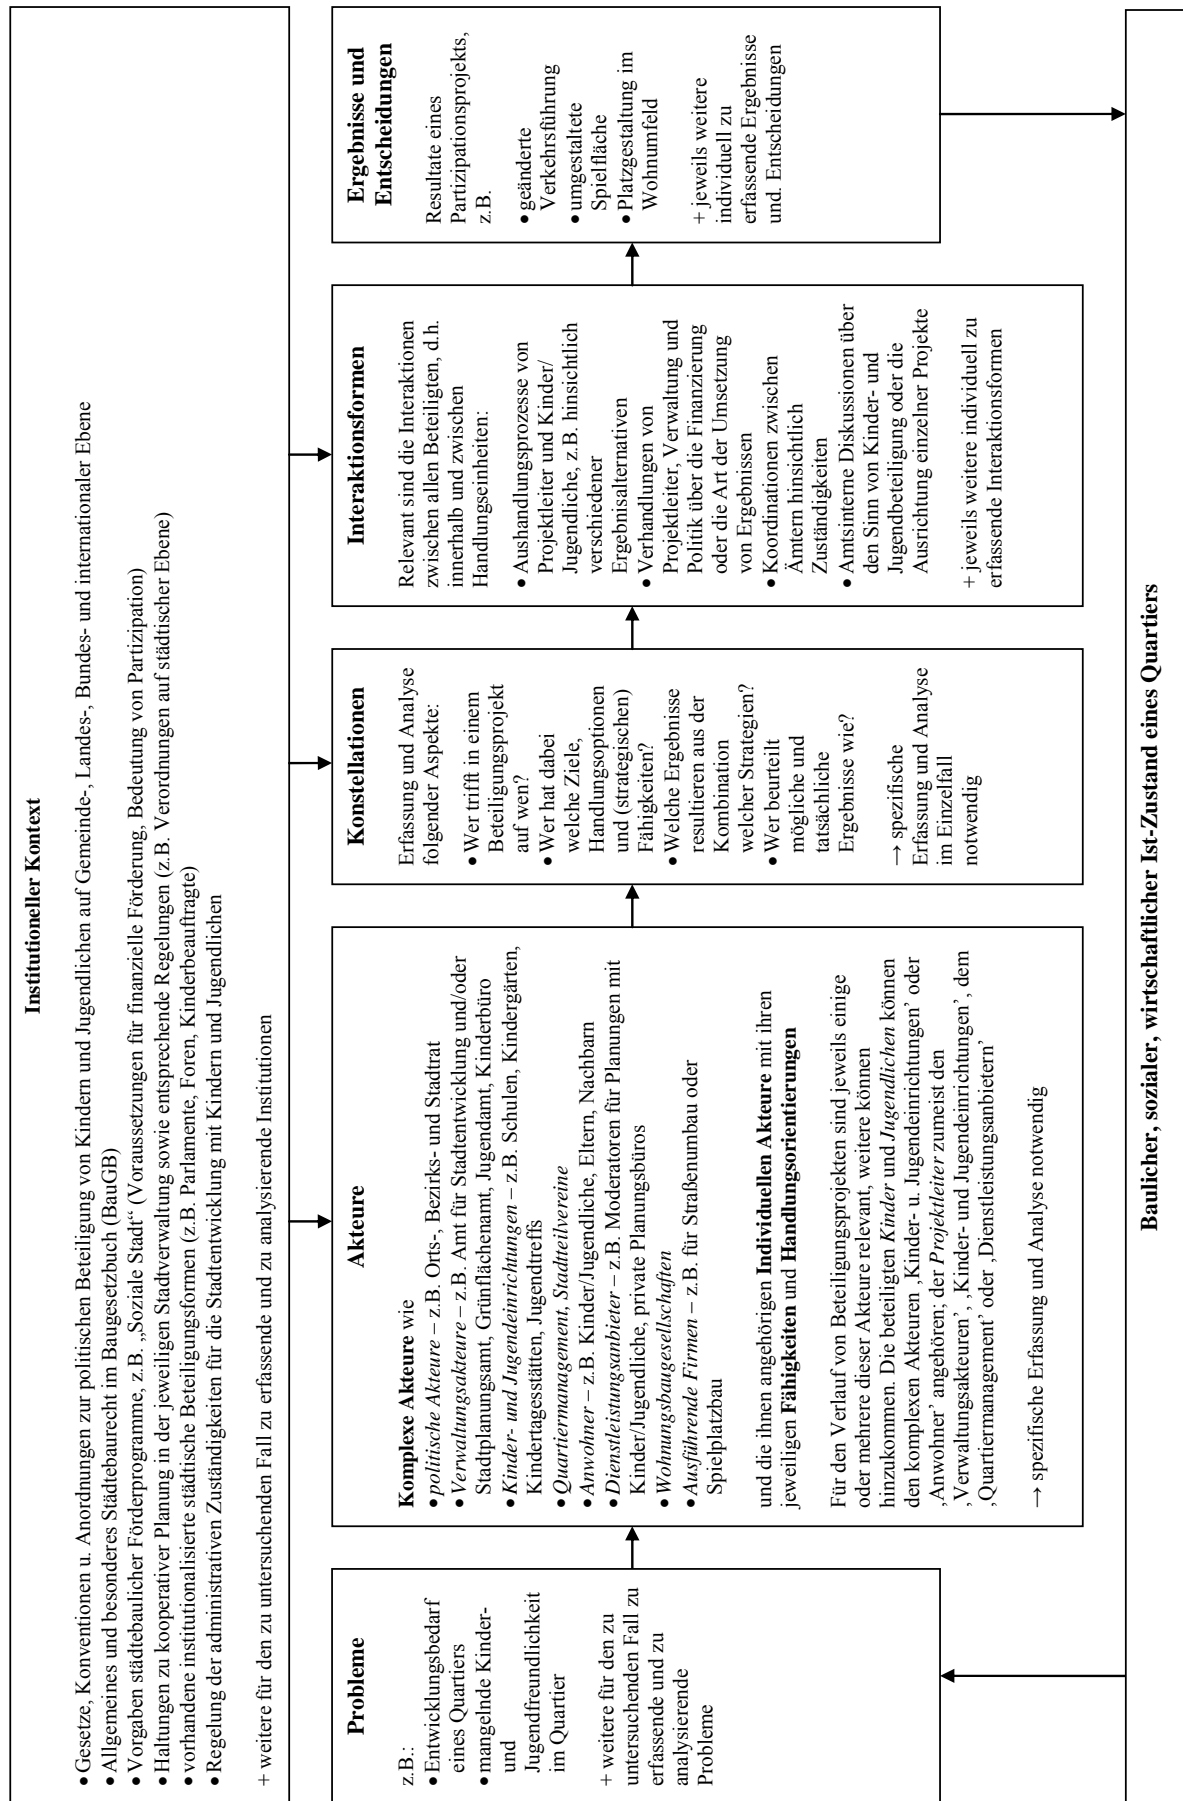 Institutioneller Kontext
• Gesetze, Konventionen u. Anordnungen zur politischen Beteiligung von Kindern und Jugendlichen auf Gemeinde-, Landes-, Bundes- und internationaler Ebene
• Allgemeines und besonderes Städtebaurecht im Baugesetzbuch (BauGB)
• Vorgaben städtebaulicher Förderprogramme, z.B. „Soziale Stadt“ (Voraussetzungen für finanzielle Förderung, Bedeutung von Partizipation)
• Haltungen zu kooperativer Planung in der jeweiligen Stadtverwaltung sowie entsprechende Regelungen (z.B. Verordnungen auf städtischer Ebene)
• vorhandene institutionalisierte städtische Beteiligungsformen (z.B. Parlamente, Foren, Kinderbeauftragte)
• Regelung der administrativen Zuständigkeiten für die Stadtentwicklung mit Kindern und Jugendlichen
+ weitere für den zu untersuchenden Fall zu erfassende und zu analysierende Institutionen
Probleme
z.B.:
• Entwicklungsbedarf
eines Quartiers
• mangelnde Kinder-
und
Jugendfreundlichkeit
im Quartier
+ weitere für den zu
untersuchenden Fall zu
erfassende und zu
analysierende
Probleme
Akteure
Komplexe Akteure wie
• politische Akteure – z.B. Orts-, Bezirks- und Stadtrat
• Verwaltungsakteure – z.B. Amt für Stadtentwicklung und/oder
Stadtplanungsamt, Grünflächenamt, Jugendamt, Kinderbüro
• Kinder- und Jugendeinrichtungen – z.B. Schulen, Kindergärten,
Kindertagesstätten, Jugendtreffs
• Quartiermanagement, Stadtteilvereine
• Anwohner – z.B. Kinder/Jugendliche, Eltern, Nachbarn
• Dienstleistungsanbieter – z.B. Moderatoren für Planungen mit
Kinder/Jugendliche, private Planungsbüros
• Wohnungsbaugesellschaften
• Ausführende Firmen – z.B. für Straßenumbau oder
Spielplatzbau
und die ihnen angehörigen Individuellen Akteure mit ihren
jeweiligen Fähigkeiten und Handlungsorientierungen
Für den Verlauf von Beteiligungsprojekten sind jeweils einige
oder mehrere dieser Akteure relevant, weitere können
hinzukommen. Die beteiligten Kinder und Jugendlichen können
den komplexen Akteuren ‚Kinder- u. Jugendeinrichtungen’ oder
‚Anwohner’ angehören; der Projektleiter zumeist den
‚Verwaltungsakteuren’, ‚Kinder- und Jugendeinrichtungen’, dem
‚Quartiermanagement’ oder ‚Dienstleistungsanbietern’
→ spezifische Erfassung und Analyse notwendig
Konstellationen
Erfassung und Analyse
folgender Aspekte:
• Wer trifft in einem
Beteiligungsprojekt
auf wen?
• Wer hat dabei
welche Ziele,
Handlungsoptionen
und (strategischen)
Fähigkeiten?
• Welche Ergebnisse
resultieren aus der
Kombination
welcher Strategien?
• Wer beurteilt
mögliche und
tatsächliche
Ergebnisse wie?
→ spezifische
Erfassung und Analyse
im Einzelfall
notwendig
Interaktionsformen
Relevant sind die Interaktionen
zwischen allen Beteiligten, d.h.
innerhalb und zwischen
Handlungseinheiten:
• Aushandlungsprozesse von
Projektleiter und Kinder/
Jugendliche, z.B. hinsichtlich
verschiedener
Ergebnisalternativen
• Verhandlungen von
Projektleiter, Verwaltung und
Politik über die Finanzierung
oder die Art der Umsetzung
von Ergebnissen
• Koordinationen zwischen
Ämtern hinsichtlich
Zuständigkeiten
• Amtsinterne Diskussionen über
den Sinn von Kinder- und
Jugendbeteiligung oder die
Ausrichtung einzelner Projekte
+ jeweils weitere individuell zu
erfassende Interaktionsformen
Ergebnisse und
Entscheidungen
Resultate eines
Partizipationsprojekts,
z.B.
• geänderte
Verkehrsführung
• umgestaltete
Spielfläche
• Platzgestaltung im
Wohnumfeld
+ jeweils weitere
individuell zu
erfassende Ergebnisse
und. Entscheidungen
Baulicher, sozialer, wirtschaftlicher Ist-Zustand eines Quartiers